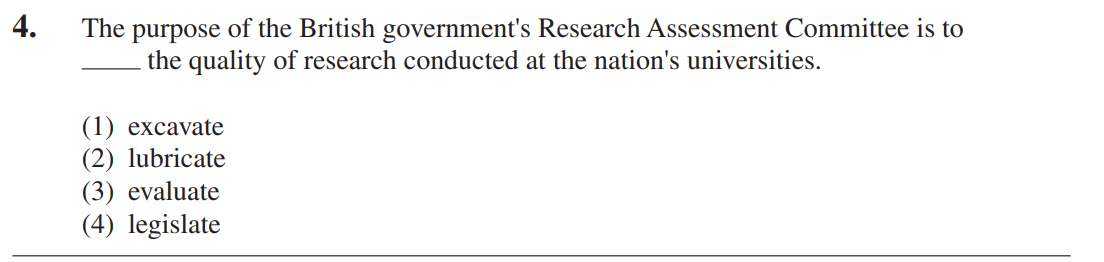 4. The purpose of the British government's Research Assessment Committee is to
____ the quality of research conducted at the nation's universities.
(1) excavate
(2) lubricate
(3) evaluate
(4) legislate